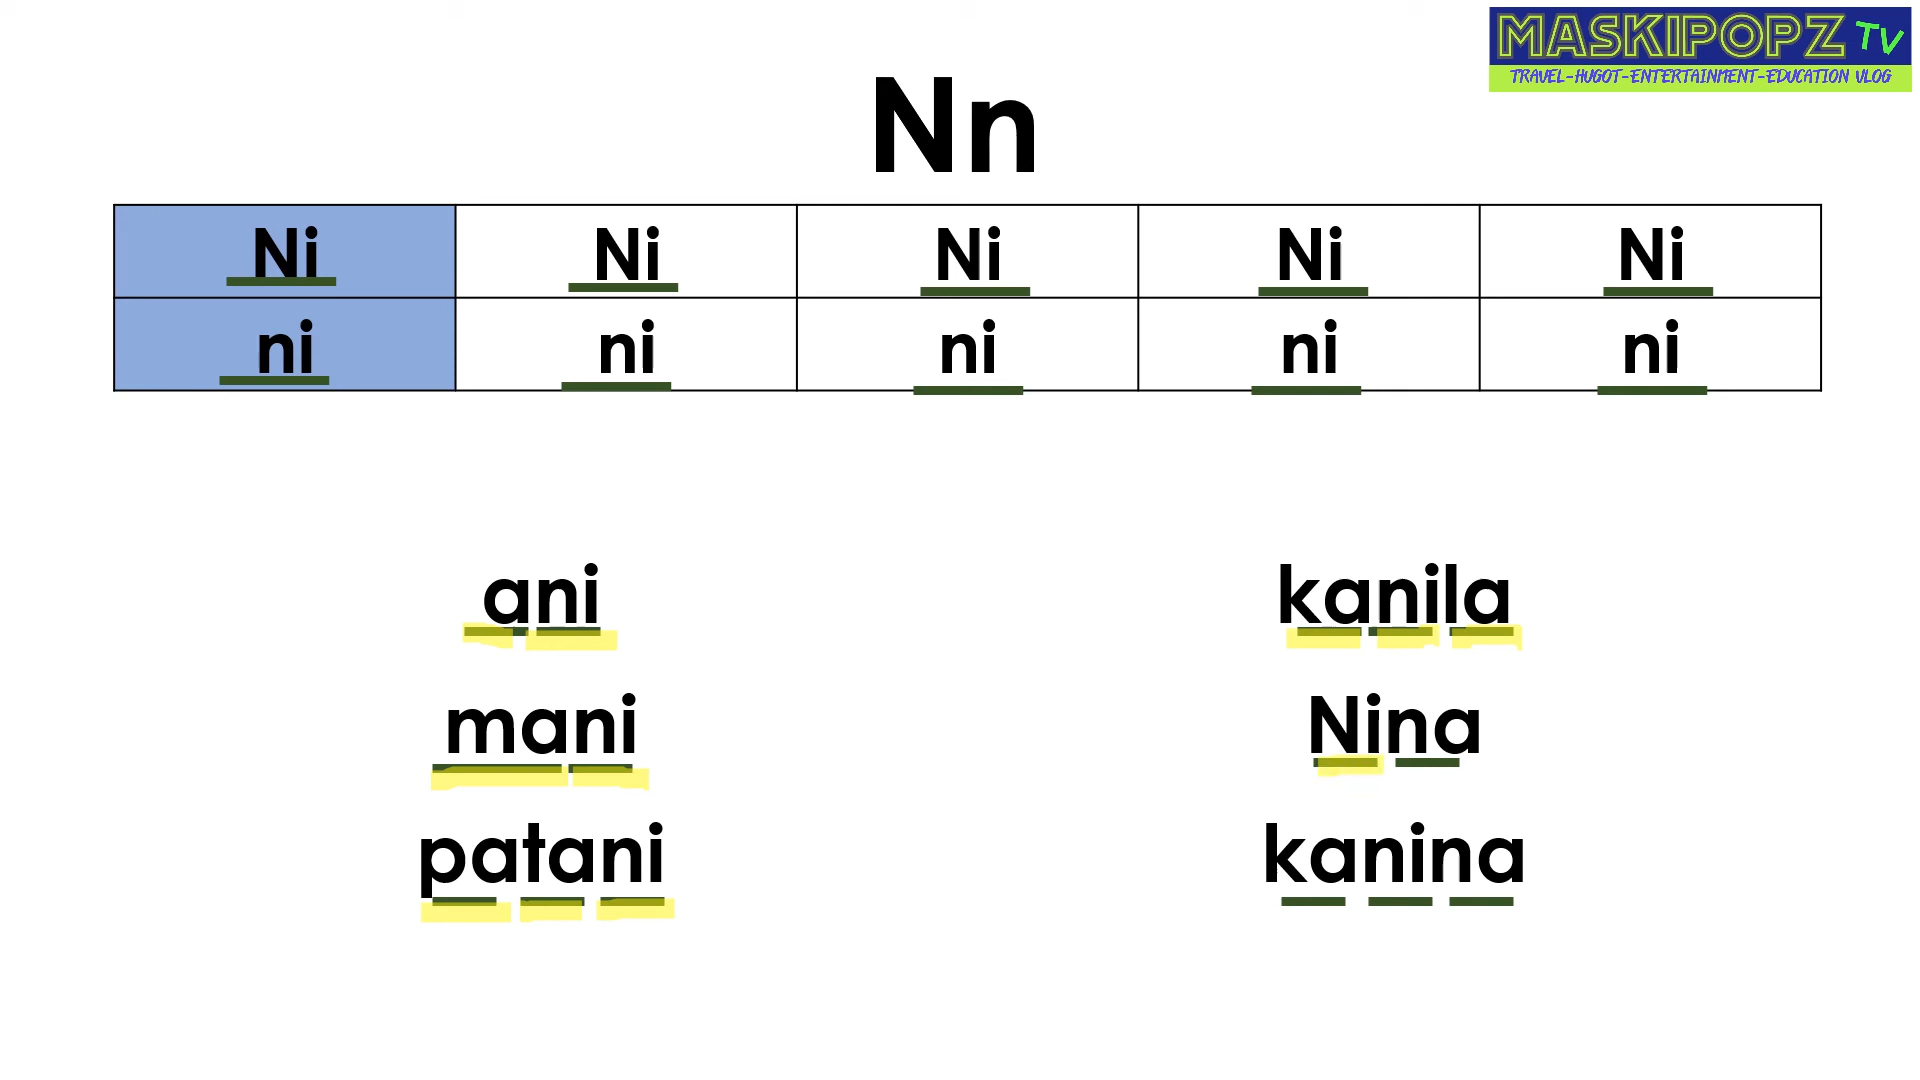 MASKIPOPZ TV
TRAVEL-HUGOT-ENTERTAINMENT-EDUCATION VLOG
Nn
Ni Ni Ni Ni Ni
ni ni ni ni ni
ani
mani
patani
kanila
Nina
kanina